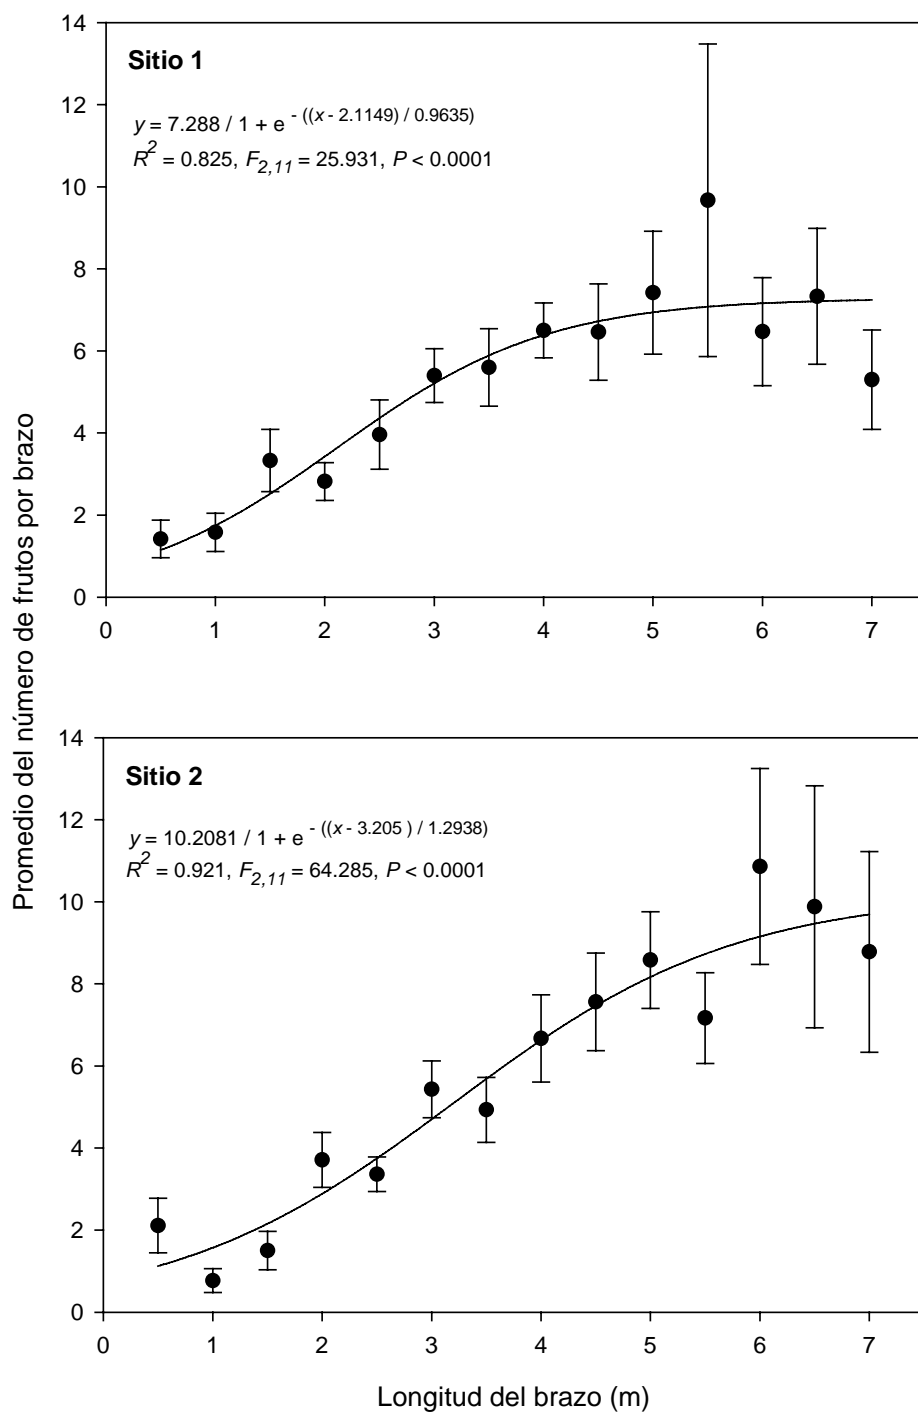 Promedio del número de frutos por brazo
14
Sitio 1
12
y = 7.288 / 1 + e - ((x - 2.1149) / 0.9635)
R2 = 0.825, F2,11 = 25.931, P < 0.0001
10
8
6
4
2
0
0 1 2 3 4 5 6 7
14
Sitio 2
12
y = 10.2081 / 1 + e - ((x - 3.205 ) / 1.2938)
R2 = 0.921, F2,11 = 64.285, P < 0.0001
10
8
6
4
2
0
0 1 2 3 4 5 6 7
Longitud del brazo (m)